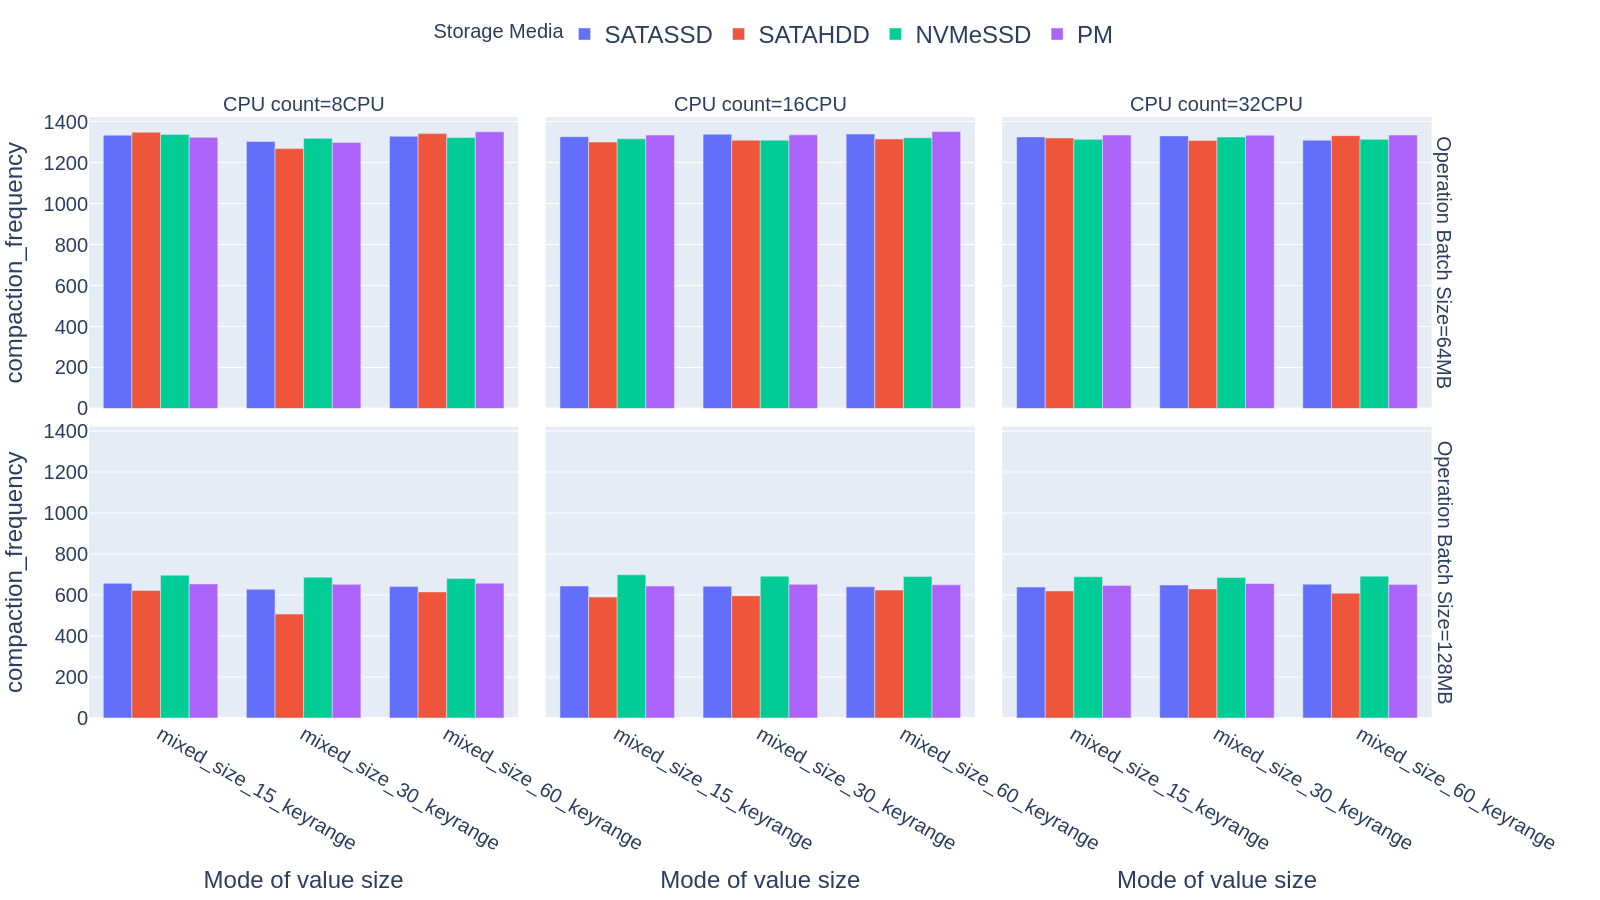 Storage Media SATASSD SATAHDD NVMeSSD PM
CPU count=8CPU
CPU count=16CPU
CPU count=32CPU
compaction_frequency
1400
1200
1000
800
600
400
200
0
Operation Batch Size=64MB
compaction_frequency
1400
1200
1000
800
600
400
200
0
Operation Batch Size=128MB
mixed_size_15_keyrange
mixed_size_30_keyrange
mixed_size_60_keyrange
mixed_size_15_keyrange
mixed_size_30_keyrange
mixed_size_60_keyrange
mixed_size_15_keyrange
mixed_size_30_keyrange
mixed_size_60_keyrange
Mode of value size
Mode of value size
Mode of value size